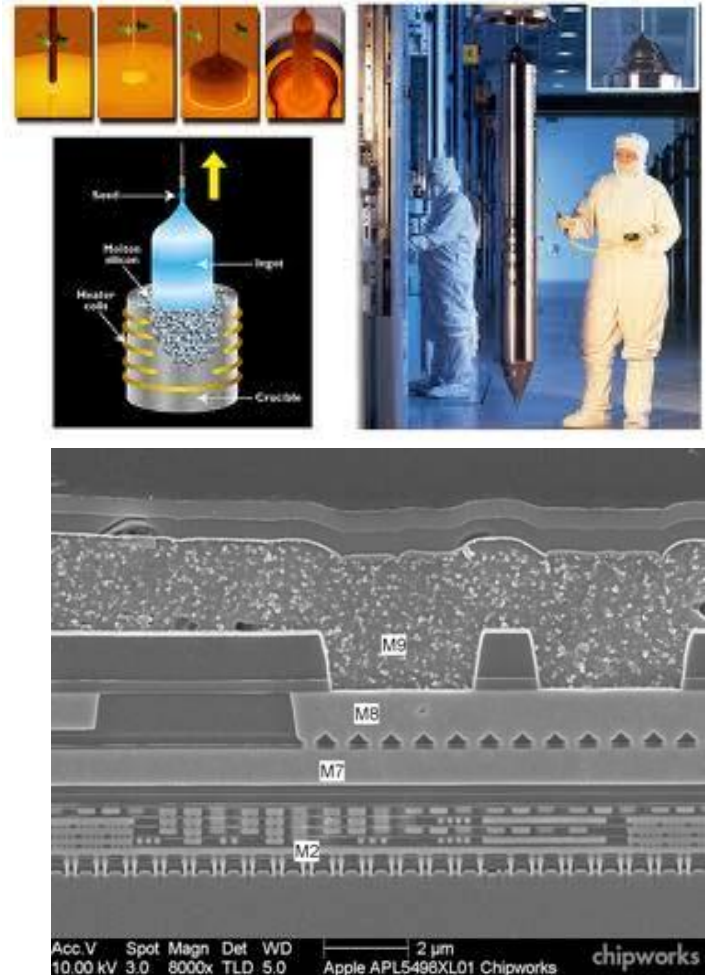 Seed
Molten
silicon
Ingot
Heater
coils
Crucible
M9
M8
M7
M2
Acc.V Spot Magn Det WD 2 µm
10.00 kV 3.0 8000x TLD 5.0 Apple APL5498XL01 Chipworks
chipworks